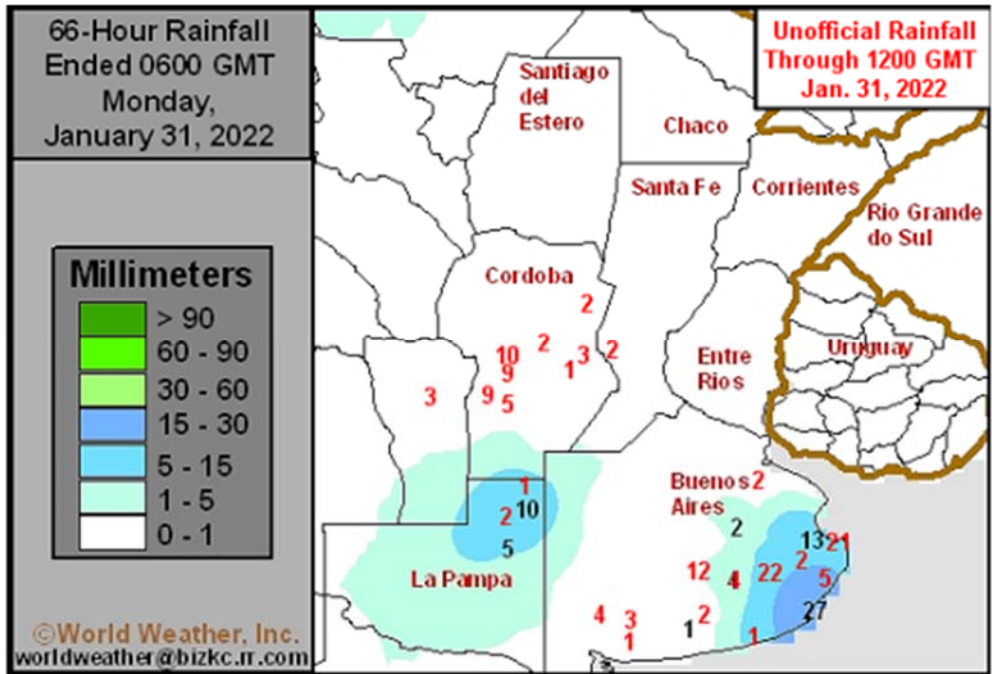 66-Hour Rainfall
Ended 0600 GMT
Monday,
January 31, 2022
Unofficial Rainfall
Through 1200 GMT
Jan. 31, 2022
Millimeters
> 90
60 - 90
30 - 60
15 - 30
5 - 15
1 - 5
0 - 1
©World Weather, Inc.
worldweather@bizkc.rr.com
Santiago
del
Estero
Chaco
Santa Fe
Corrientes
Rio Grande
do Sul
Cordoba
2
2
10
3
2
9
1
3
9
5
Entre
Rios
Uruguay
Buenos 2
Aires
1
10
2
5
La Pampa
2
13
21
2
12
4
22
5
4
3
1
2
1
27
1